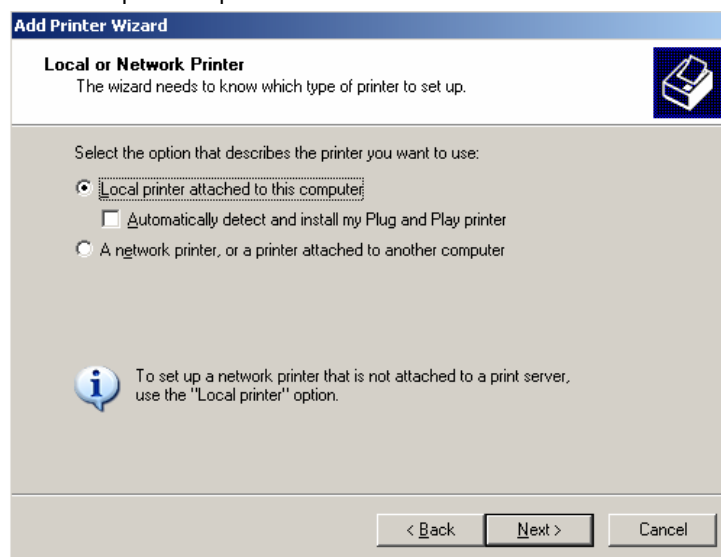 Add Printer Wizard
Local or Network Printer
The wizard needs to know which type of printer to set up.
Select the option that describes the printer you want to use:
Local printer attached to this computer
Automatically detect and install my Plug and Play printer
A network printer, or a printer attached to another computer
To set up a network printer that is not attached to a print server,
use the "Local printer" option.
< Back Next > Cancel